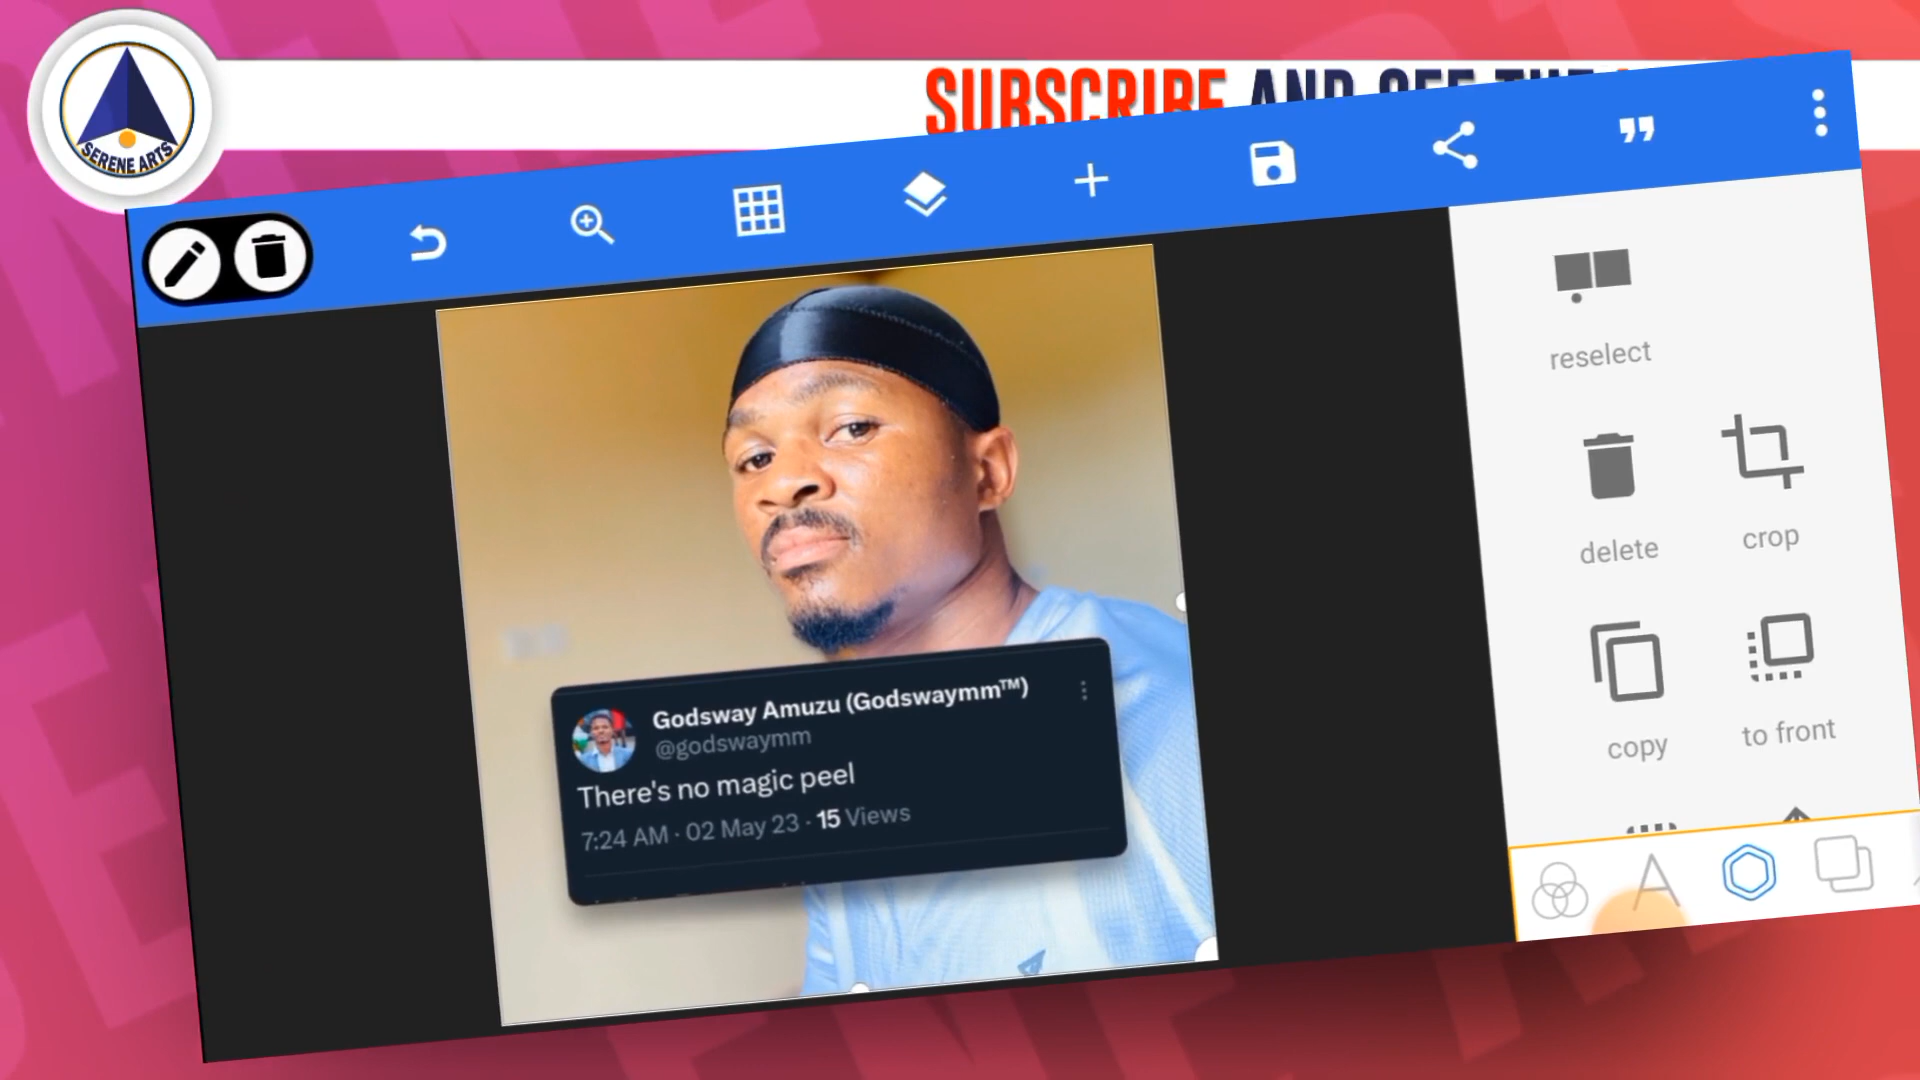 SERENE ARTS
SUBSCRIBE AND
reselect
delete
crop
copy
to front
Godsway Amuzu (Godswaymm™)
@godswaymm
There's no magic peel
7:24 AM · 02 May 23 · 15 Views